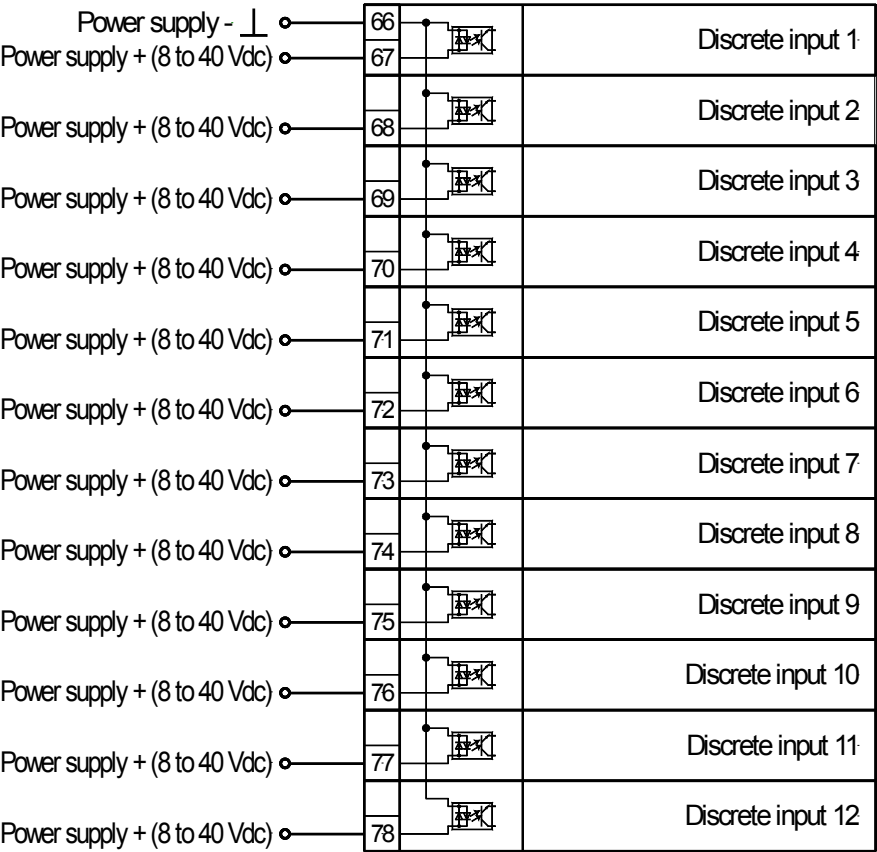 Power supply - ⊥ 66 Discrete input 1
Power supply + (8 to 40 Vdc) 67
Power supply + (8 to 40 Vdc) 68 Discrete input 2
Power supply + (8 to 40 Vdc) 69 Discrete input 3
Power supply + (8 to 40 Vdc) 70 Discrete input 4
Power supply + (8 to 40 Vdc) 71 Discrete input 5
Power supply + (8 to 40 Vdc) 72 Discrete input 6
Power supply + (8 to 40 Vdc) 73 Discrete input 7
Power supply + (8 to 40 Vdc) 74 Discrete input 8
Power supply + (8 to 40 Vdc) 75 Discrete input 9
Power supply + (8 to 40 Vdc) 76 Discrete input 10
Power supply + (8 to 40 Vdc) 77 Discrete input 11
Power supply + (8 to 40 Vdc) 78 Discrete input 12